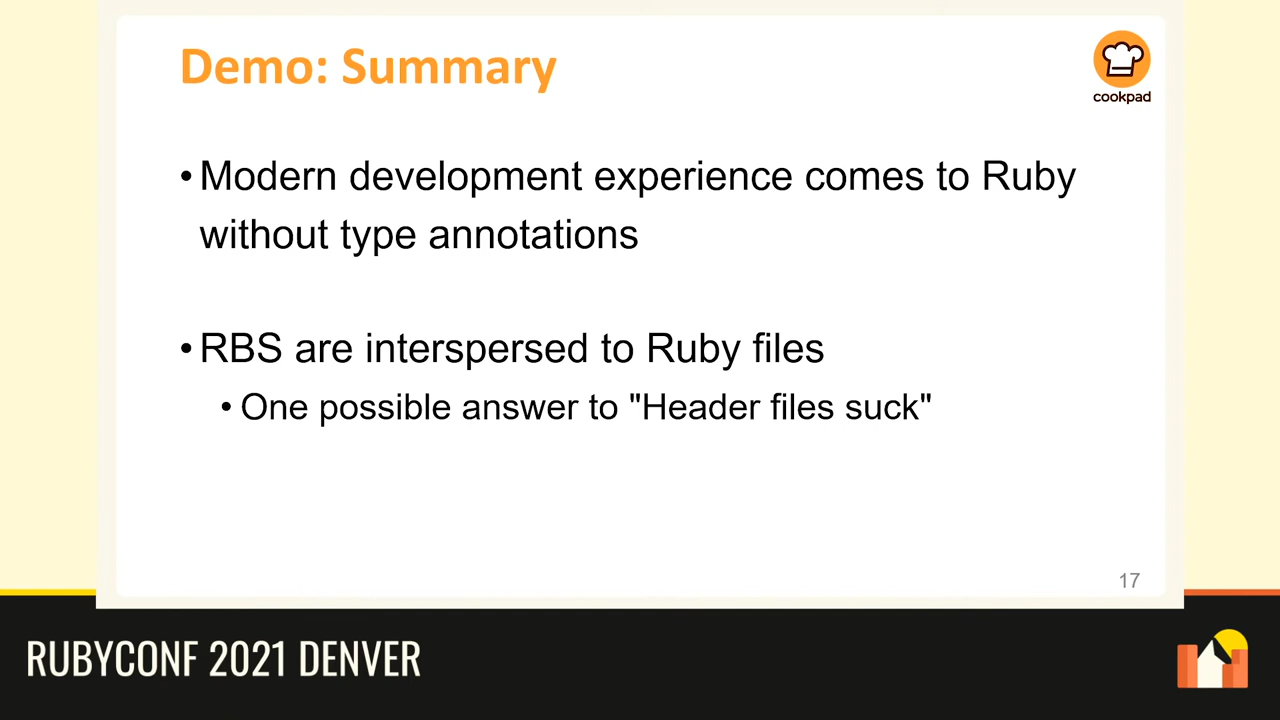 Demo: Summary
cookpad
•Modern development experience comes to Ruby
without type annotations
•RBS are interspersed to Ruby files
•One possible answer to "Header files suck"
17
RUBYCONF 2021 DENVER